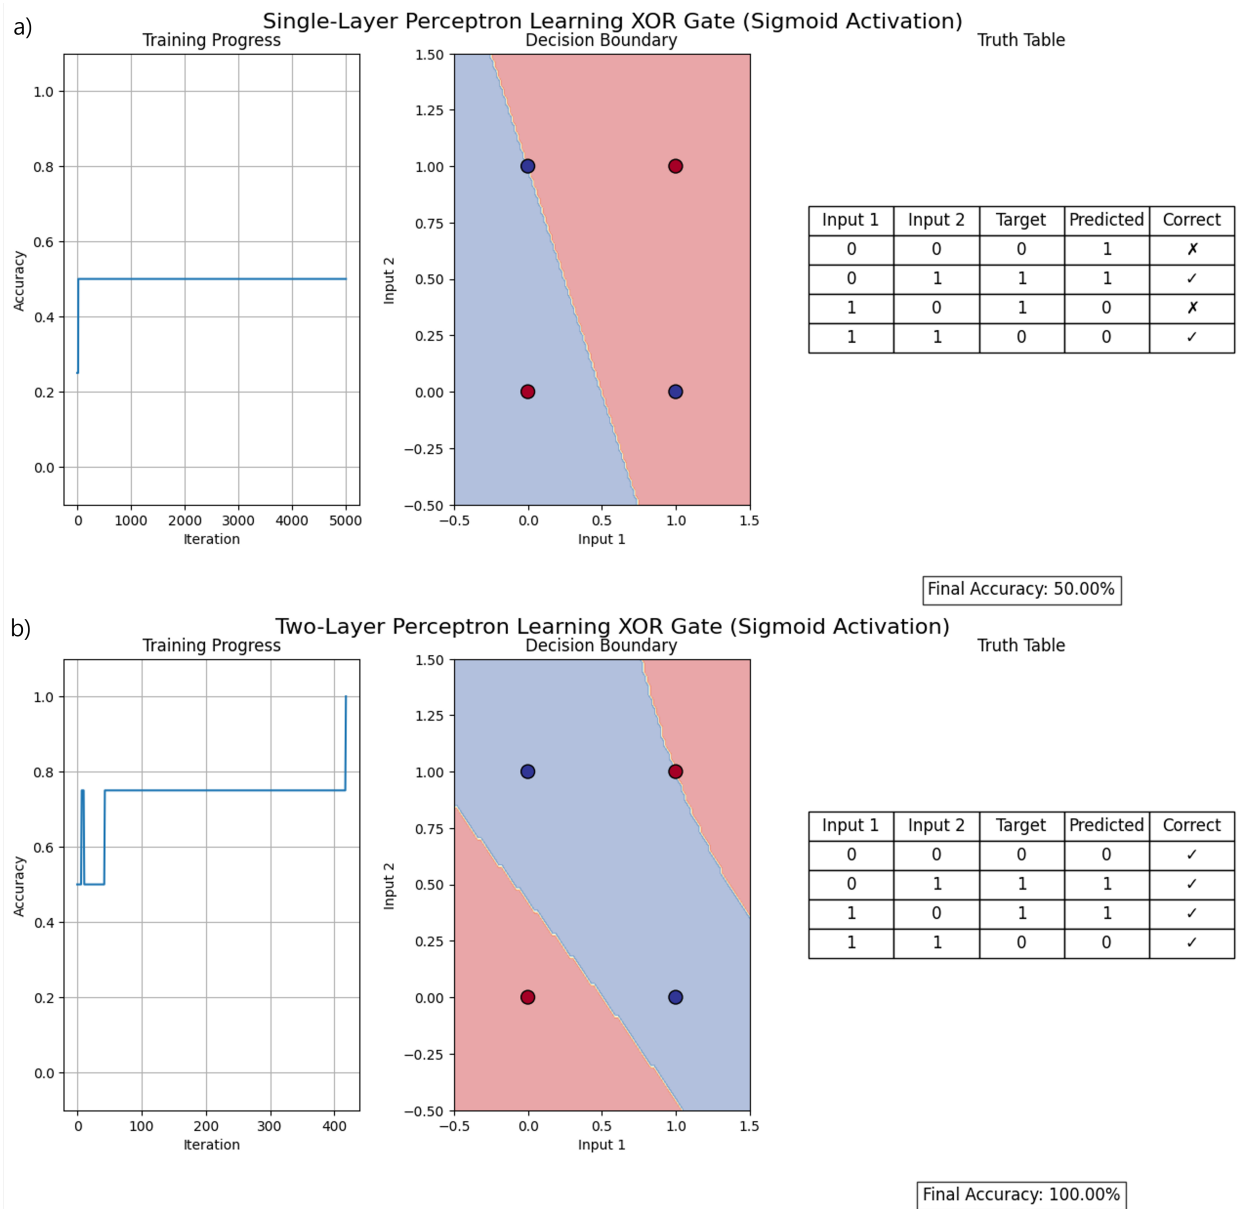 a)
Single-Layer Perceptron Learning XOR Gate (Sigmoid Activation)
Training Progress
1.0
0.8
0.6
0.4
0.2
0.0
Accuracy
0 1000 2000 3000 4000 5000
Iteration
Decision Boundary
1.50
1.25
1.00
0.75
0.50
0.25
0.00
−0.25
−0.50
Input 2
−0.5 0.0 0.5 1.0 1.5
Input 1
Truth Table
Input 1 Input 2 Target Predicted Correct
0 0 0 1 ✗
0 1 1 1 ✓
1 0 1 0 ✗
1 1 0 0 ✓
Final Accuracy: 50.00%
b)
Two-Layer Perceptron Learning XOR Gate (Sigmoid Activation)
Training Progress
1.0
0.8
0.6
0.4
0.2
0.0
Accuracy
0 100 200 300 400
Iteration
Decision Boundary
1.50
1.25
1.00
0.75
0.50
0.25
0.00
−0.25
−0.50
Input 2
−0.5 0.0 0.5 1.0 1.5
Input 1
Truth Table
Input 1 Input 2 Target Predicted Correct
0 0 0 0 ✓
0 1 1 1 ✓
1 0 1 1 ✓
1 1 0 0 ✓
Final Accuracy: 100.00%